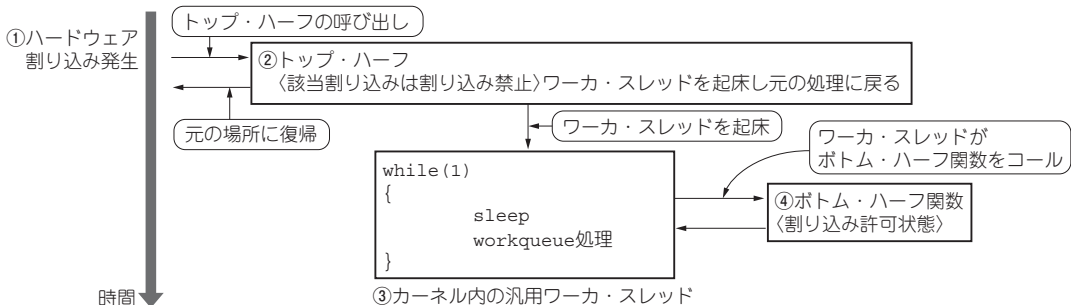 トップ・ハーフの呼び出し
①ハードウェア
割り込み発生
②トップ・ハーフ
〈該当割り込みは割り込み禁止〉ワーカ・スレッドを起床し元の処理に戻る
元の場所に復帰
ワーカ・スレッドを起床
ワーカ・スレッドが
ボトム・ハーフ関数をコール
while(1)
{
sleep
workqueue処理
}
④ボトム・ハーフ関数
〈割り込み許可状態〉
③カーネル内の汎用ワーカ・スレッド
時間